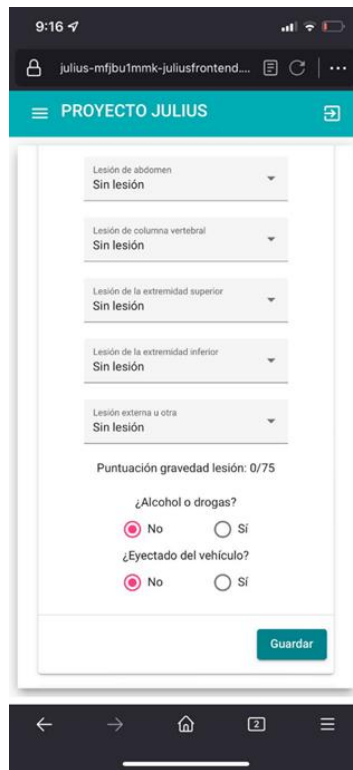 9:16
julius-mfjbu1mmk-juliusfrontend....
PROYECTO JULIUS
Lesión de abdomen
Sin lesión
Lesión de columna vertebral
Sin lesión
Lesión de la extremidad superior
Sin lesión
Lesión de la extremidad inferior
Sin lesión
Lesión externa u otra
Sin lesión
Puntuación gravedad lesión: 0/75
¿Alcohol o drogas?
No Sí
¿Eyectado del vehículo?
No Sí
Guardar
2